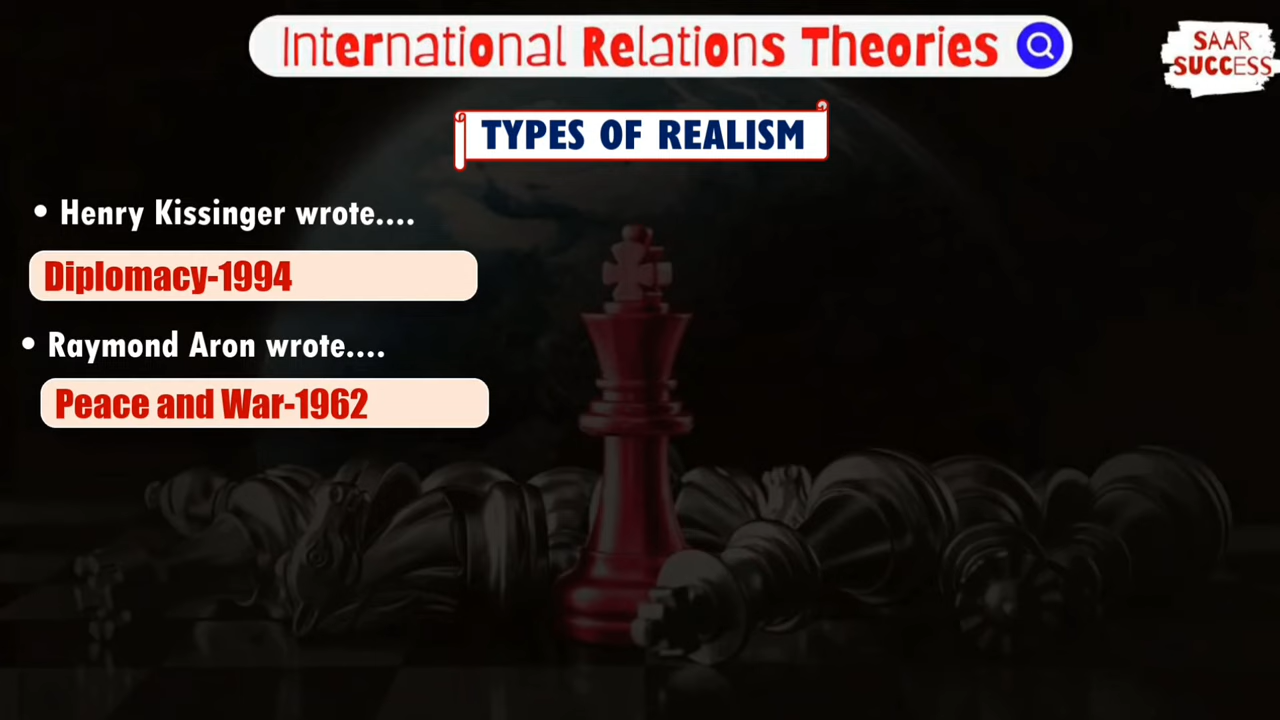 International Relations Theories
SAAR
SUCCESS
TYPES OF REALISM
• Henry Kissinger wrote....
Diplomacy-1994
• Raymond Aron wrote....
Peace and War-1962